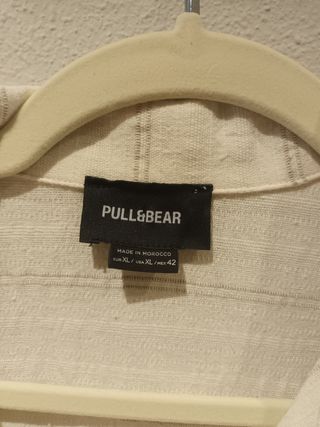 PULL&BEAR
MADE IN MOROCCO
EUR XL / USA XL / MEX 42